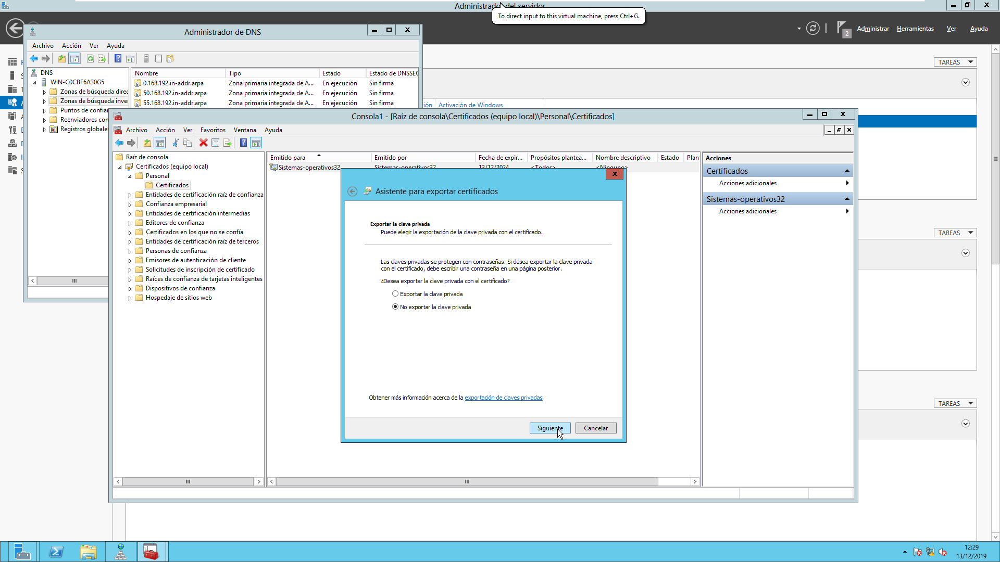 Administrador del servidor
To direct input to this virtual machine, press Ctrl+G.
2
Administrar
Herramientas
Ver
Ayuda
Administrador de DNS
Archivo Acción Ver Ayuda
DNS
WIN-C0CBF6A30G5
Zonas de búsqueda direc
Zonas de búsqueda inver
Puntos de confian
Reenviadores con
Registros globales
Nombre Tipo Estado Estado de DNSSEC
0.168.192.in-addr.arpa Zona primaria integrada de A... En ejecución Sin firma
50.168.192.in-addr.arpa Zona primaria integrada de A... En ejecución Sin firma
55.168.192.in-addr.arpa Zona primaria integrada de A... En ejecución Sin firma
TAREAS
ción Activación de Windows
Consola1 - [Raíz de consola\Certificados (equipo local)\Personal\Certificados]
Archivo Acción Ver Favoritos Ventana Ayuda
Raíz de consola
Certificados (equipo local)
Personal
Certificados
Entidades de certificación raíz de confianza
Confianza empresarial
Entidades de certificación intermedias
Editores de confianza
Certificados en los que no se confía
Entidades de certificación raíz de terceros
Personas de confianza
Emisores de autenticación de cliente
Solicitudes de inscripción de certificado
Raíces de confianza de tarjetas inteligentes
Dispositivos de confianza
Hospedaje de sitios web
Emitido para Emitido por Fecha de expir... Propósitos plantea... Nombre descriptivo Estado Plan
Sistemas-operativos32 Sistemas-operativos32 13/12/2024 <Todos> <Ninguno>
Acciones
Certificados
Acciones adicionales
Sistemas-operativos32
Acciones adicionales
Asistente para exportar certificados
Exportar la clave privada
Puede elegir la exportación de la clave privada con el certificado.
Las claves privadas se protegen con contraseñas. Si desea exportar la clave privada
con el certificado, debe escribir una contraseña en una página posterior.
¿Desea exportar la clave privada con el certificado?
Exportar la clave privada
No exportar la clave privada
Obtener más información acerca de la exportación de claves privadas
Siguiente Cancelar
TAREAS
TAREAS
12:29
13/12/2019